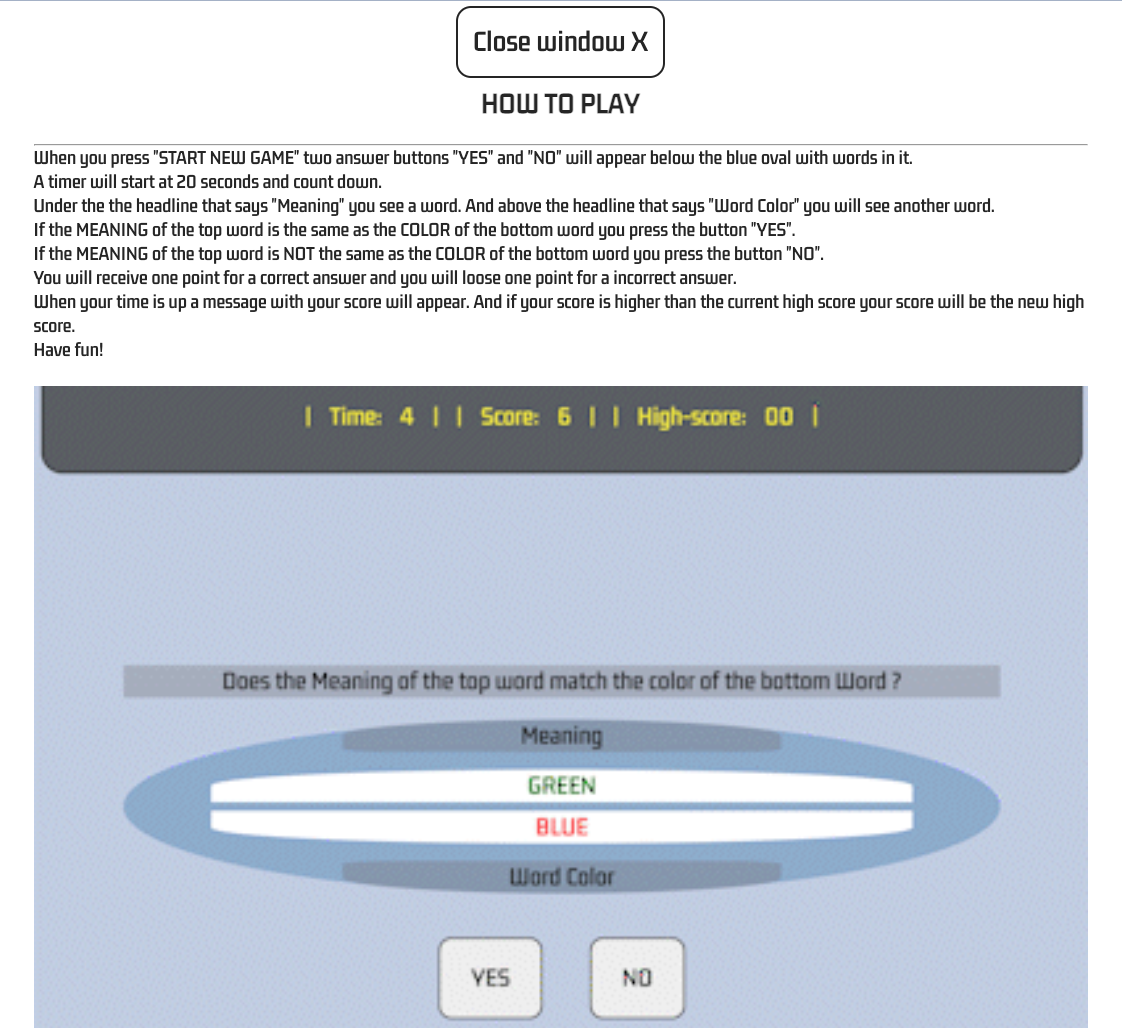 Close window X
HOW TO PLAY
When you press "START NEW GAME" two answer buttons "YES" and "NO" will appear below the blue oval with words in it.
A timer will start at 20 seconds and count down.
Under the the headline that says "Meaning" you see a word. And above the headline that says "Word Color" you will see another word.
If the MEANING of the top word is the same as the COLOR of the bottom word you press the button "YES".
If the MEANING of the top word is NOT the same as the COLOR of the bottom word you press the button "NO".
You will receive one point for a correct answer and you will loose one point for a incorrect answer.
When your time is up a message with your score will appear. And if your score is higher than the current high score your score will be the new high
score.
Have fun!
| Time: 4 | | Score: 6 | | High-score: 00 |
Does the Meaning of the top word match the color of the bottom Word ?
Meaning
GREEN
BLUE
Word Color
YES NO